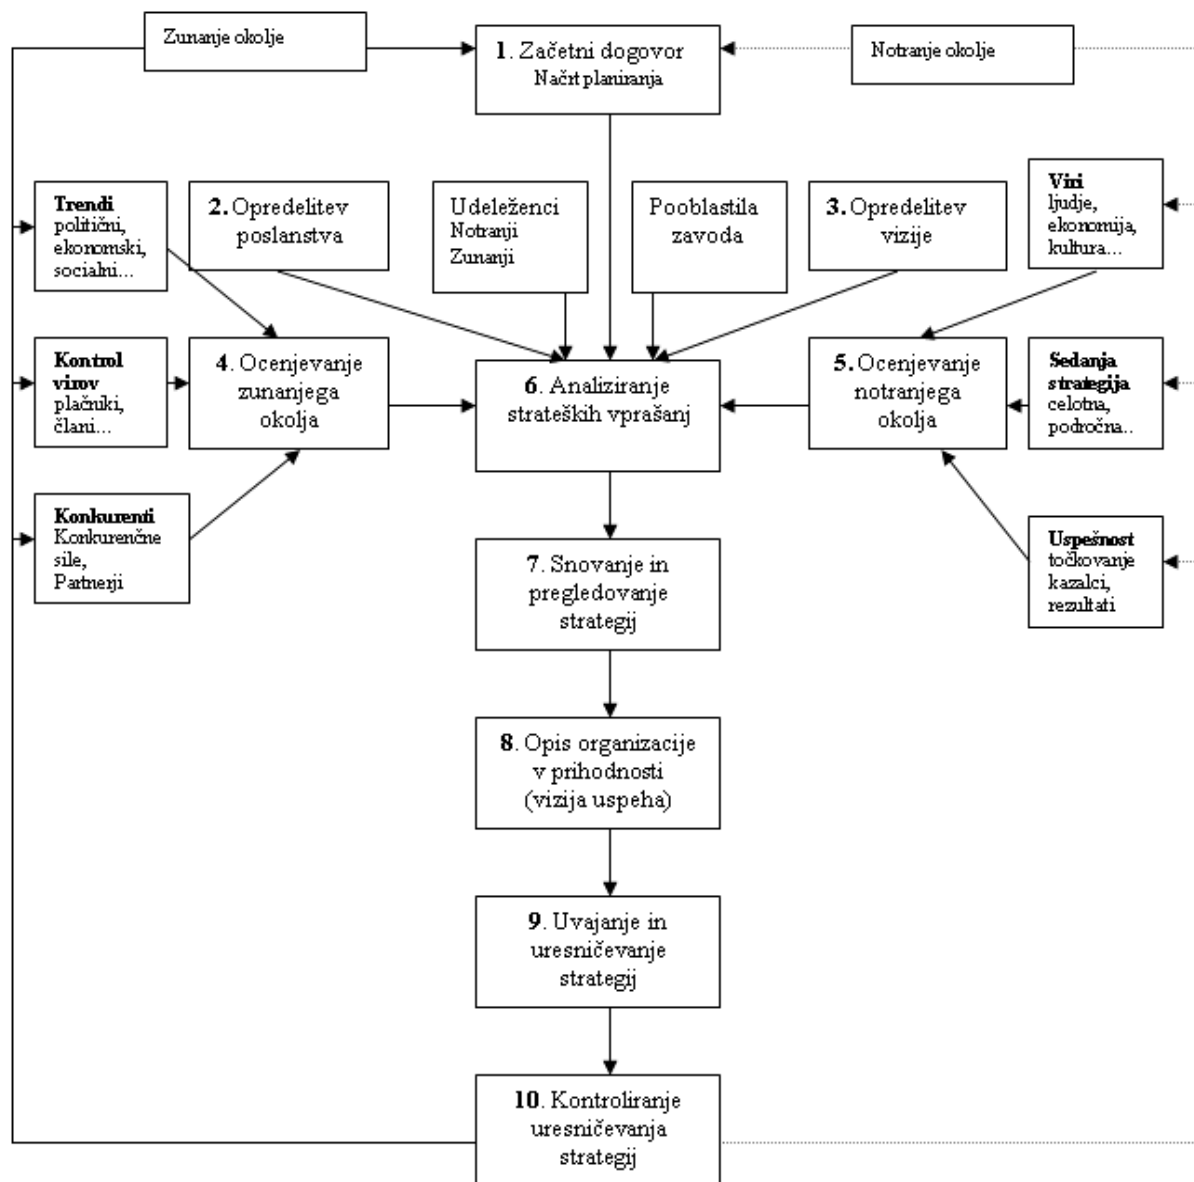 Zunanje okolje
1. Začetni dogovor
Načrt planiranja
Notranje okolje
Trendi
politični,
ekonomski,
socialni...
2. Opredelitev
poslanstva
Udeleženci
Notranji
Zunanji
Pooblastila
zavoda
3. Opredelitev
vizije
Viri
ljudje,
ekonomija,
kultura...
Kontrol
virov
plačniki,
člani...
4. Ocenjevanje
zunanjega
okolja
6. Analiziranje
strateških vprašanj
5. Ocenjevanje
notranjega
okolja
Sedanja
strategija
celotna,
področna..
Konkurenti
Konkurenčne
sile,
Partnerji
7. Snovanje in
pregledovanje
strategij
Uspešnost
točkovanje
kazalci,
rezultati
8. Opis organizacije
v prihodnosti
(vizija uspeha)
9. Uvajanje in
uresničevanje
strategij
10. Kontroliranje
uresničevanja
strategij